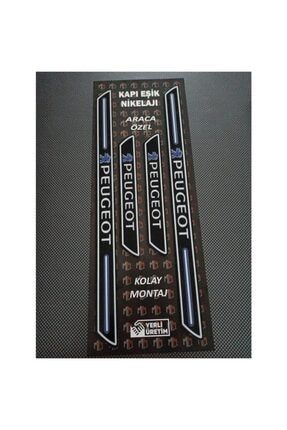 KAPI EŞİK
NİKELAJI
ARACA
ÖZEL
PEUGEOT
PEUGEOT
PEUGEOT
PEUGEOT
KOLAY
MONTAJ
YERLİ
ÜRETİM